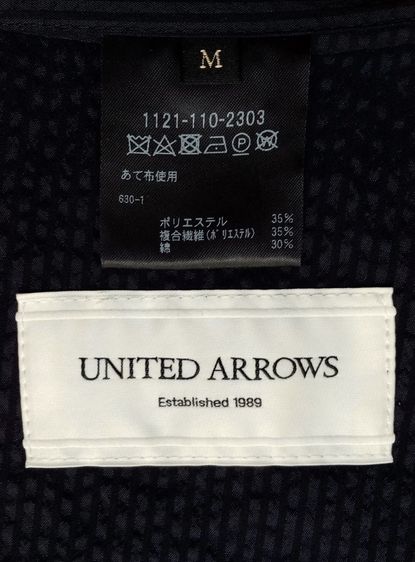 M
1121-110-2303
あて布使用
630-1
ポリエステル 35%
複合繊維(ポリエステル) 35%
綿 30%
UNITED ARROWS
Established 1989